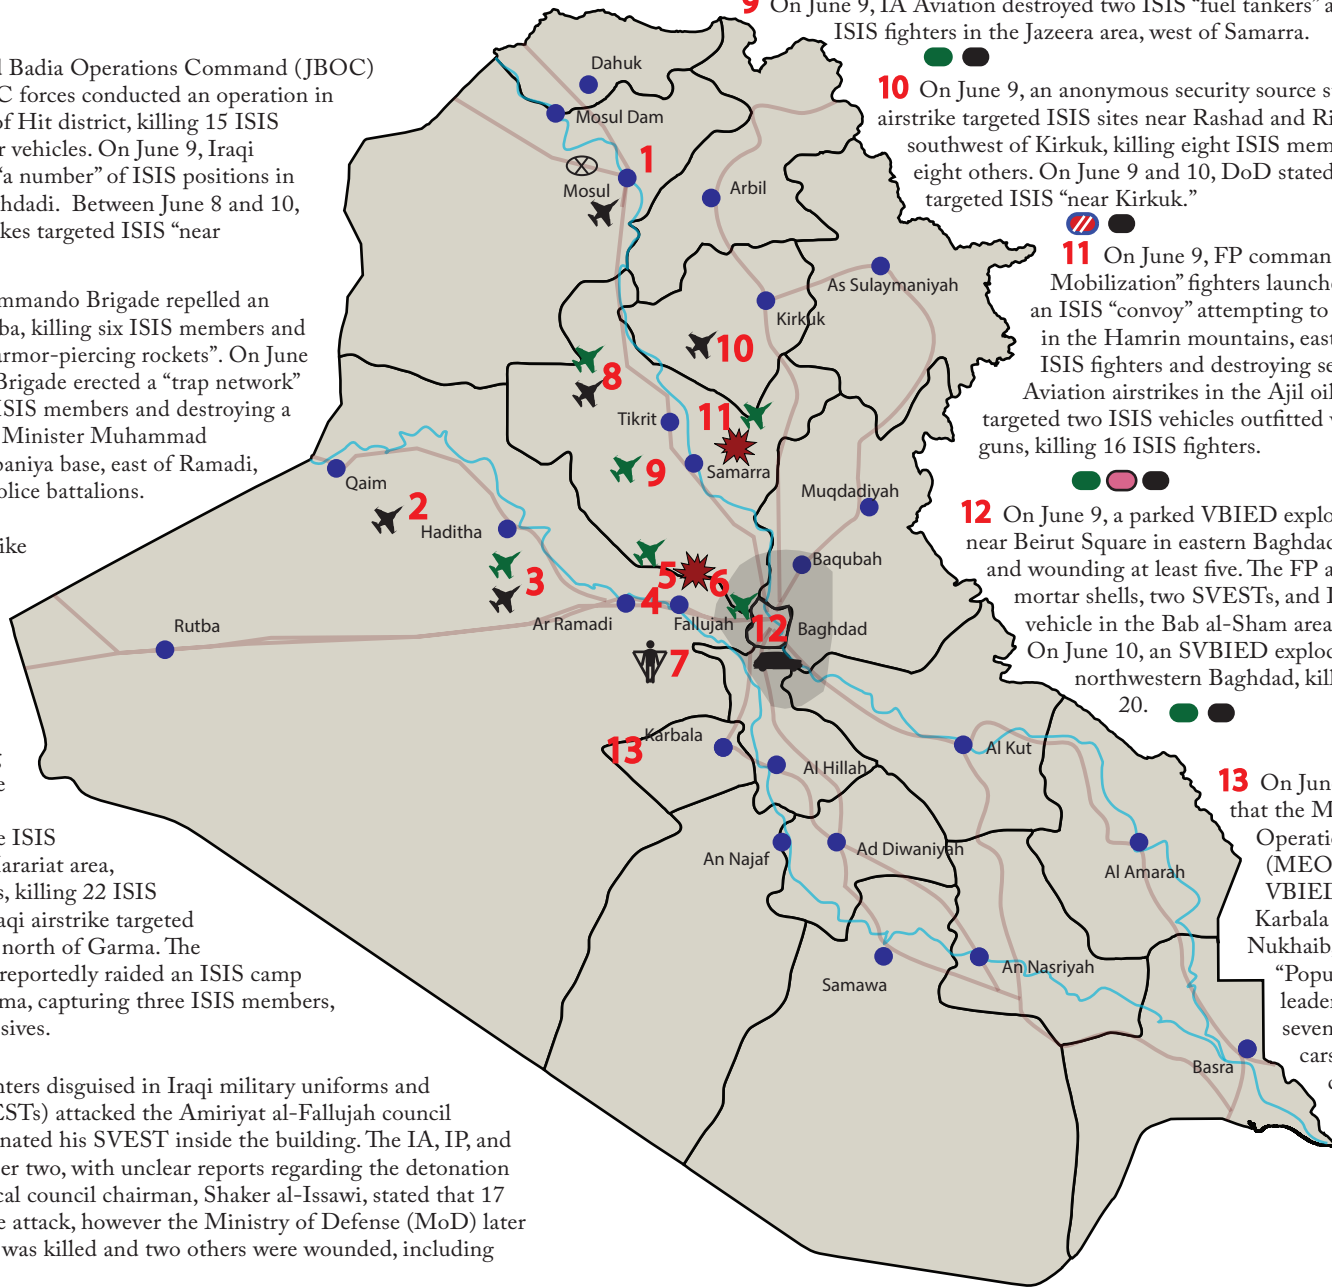 d Badia Operations Command (JBOC)
C forces conducted an operation in
of Hit district, killing 15 ISIS
r vehicles. On June 9, Iraqi
“a number” of ISIS positions in
hdadi.  Between June 8 and 10,
kes targeted ISIS “near
mmando Brigade repelled an
ba, killing six ISIS members and
armor-piercing rockets”. On June
Brigade erected a “trap network”
ISIS members and destroying a
Minister Muhammad
baniya base, east of Ramadi,
olice battalions.
ike
g
e
e ISIS
Harariat area,
s, killing 22 ISIS
aqi airstrike targeted
north of Garma. The
reportedly raided an ISIS camp
ma, capturing three ISIS members,
sives.
hters disguised in Iraqi military uniforms and
ESTs) attacked the Amiriyat al-Fallujah council
nated his SVEST inside the building. The IA, IP, and
er two, with unclear reports regarding the detonation
cal council chairman, Shaker al-Issawi, stated that 17
e attack, however the Ministry of Defense (MoD) later
was killed and two others were wounded, including
Dahuk
Mosul Dam
1
Mosul
Arbil
As Sulaymaniyah
Kirkuk
10
8
Tikrit
11
Samarra
9
Qaim
2
Haditha
Muqdadiyah
3
5
6
4
Baqubah
Ar Ramadi
Fallujah
12
Baghdad
Rutba
7
13
Karbala
Al Hillah
Al Kut
An Najaf
Ad Diwaniyah
Al Amarah
Samawa
An Nasriyah
Basra
9 On June 9, IA Aviation destroyed two ISIS “fuel tankers” a
ISIS fighters in the Jazeera area, west of Samarra.
10 On June 9, an anonymous security source s
airstrike targeted ISIS sites near Rashad and Ri
southwest of Kirkuk, killing eight ISIS mem
eight others. On June 9 and 10, DoD stated
targeted ISIS “near Kirkuk.”
11 On June 9, FP comman
Mobilization” fighters launche
an ISIS “convoy” attempting to
in the Hamrin mountains, east
ISIS fighters and destroying se
Aviation airstrikes in the Ajil oil
targeted two ISIS vehicles outfitted
guns, killing 16 ISIS fighters.
12 On June 9, a parked VBIED explo
near Beirut Square in eastern Baghdad
and wounding at least five. The FP a
mortar shells, two SVESTs, and I
vehicle in the Bab al-Sham area
On June 10, an SVBIED explod
northwestern Baghdad, kill
20.
13 On Jun
that the M
Operatio
(MEO
VBIED
Karbala
Nukhaib,
“Popu
leader
seven
cars